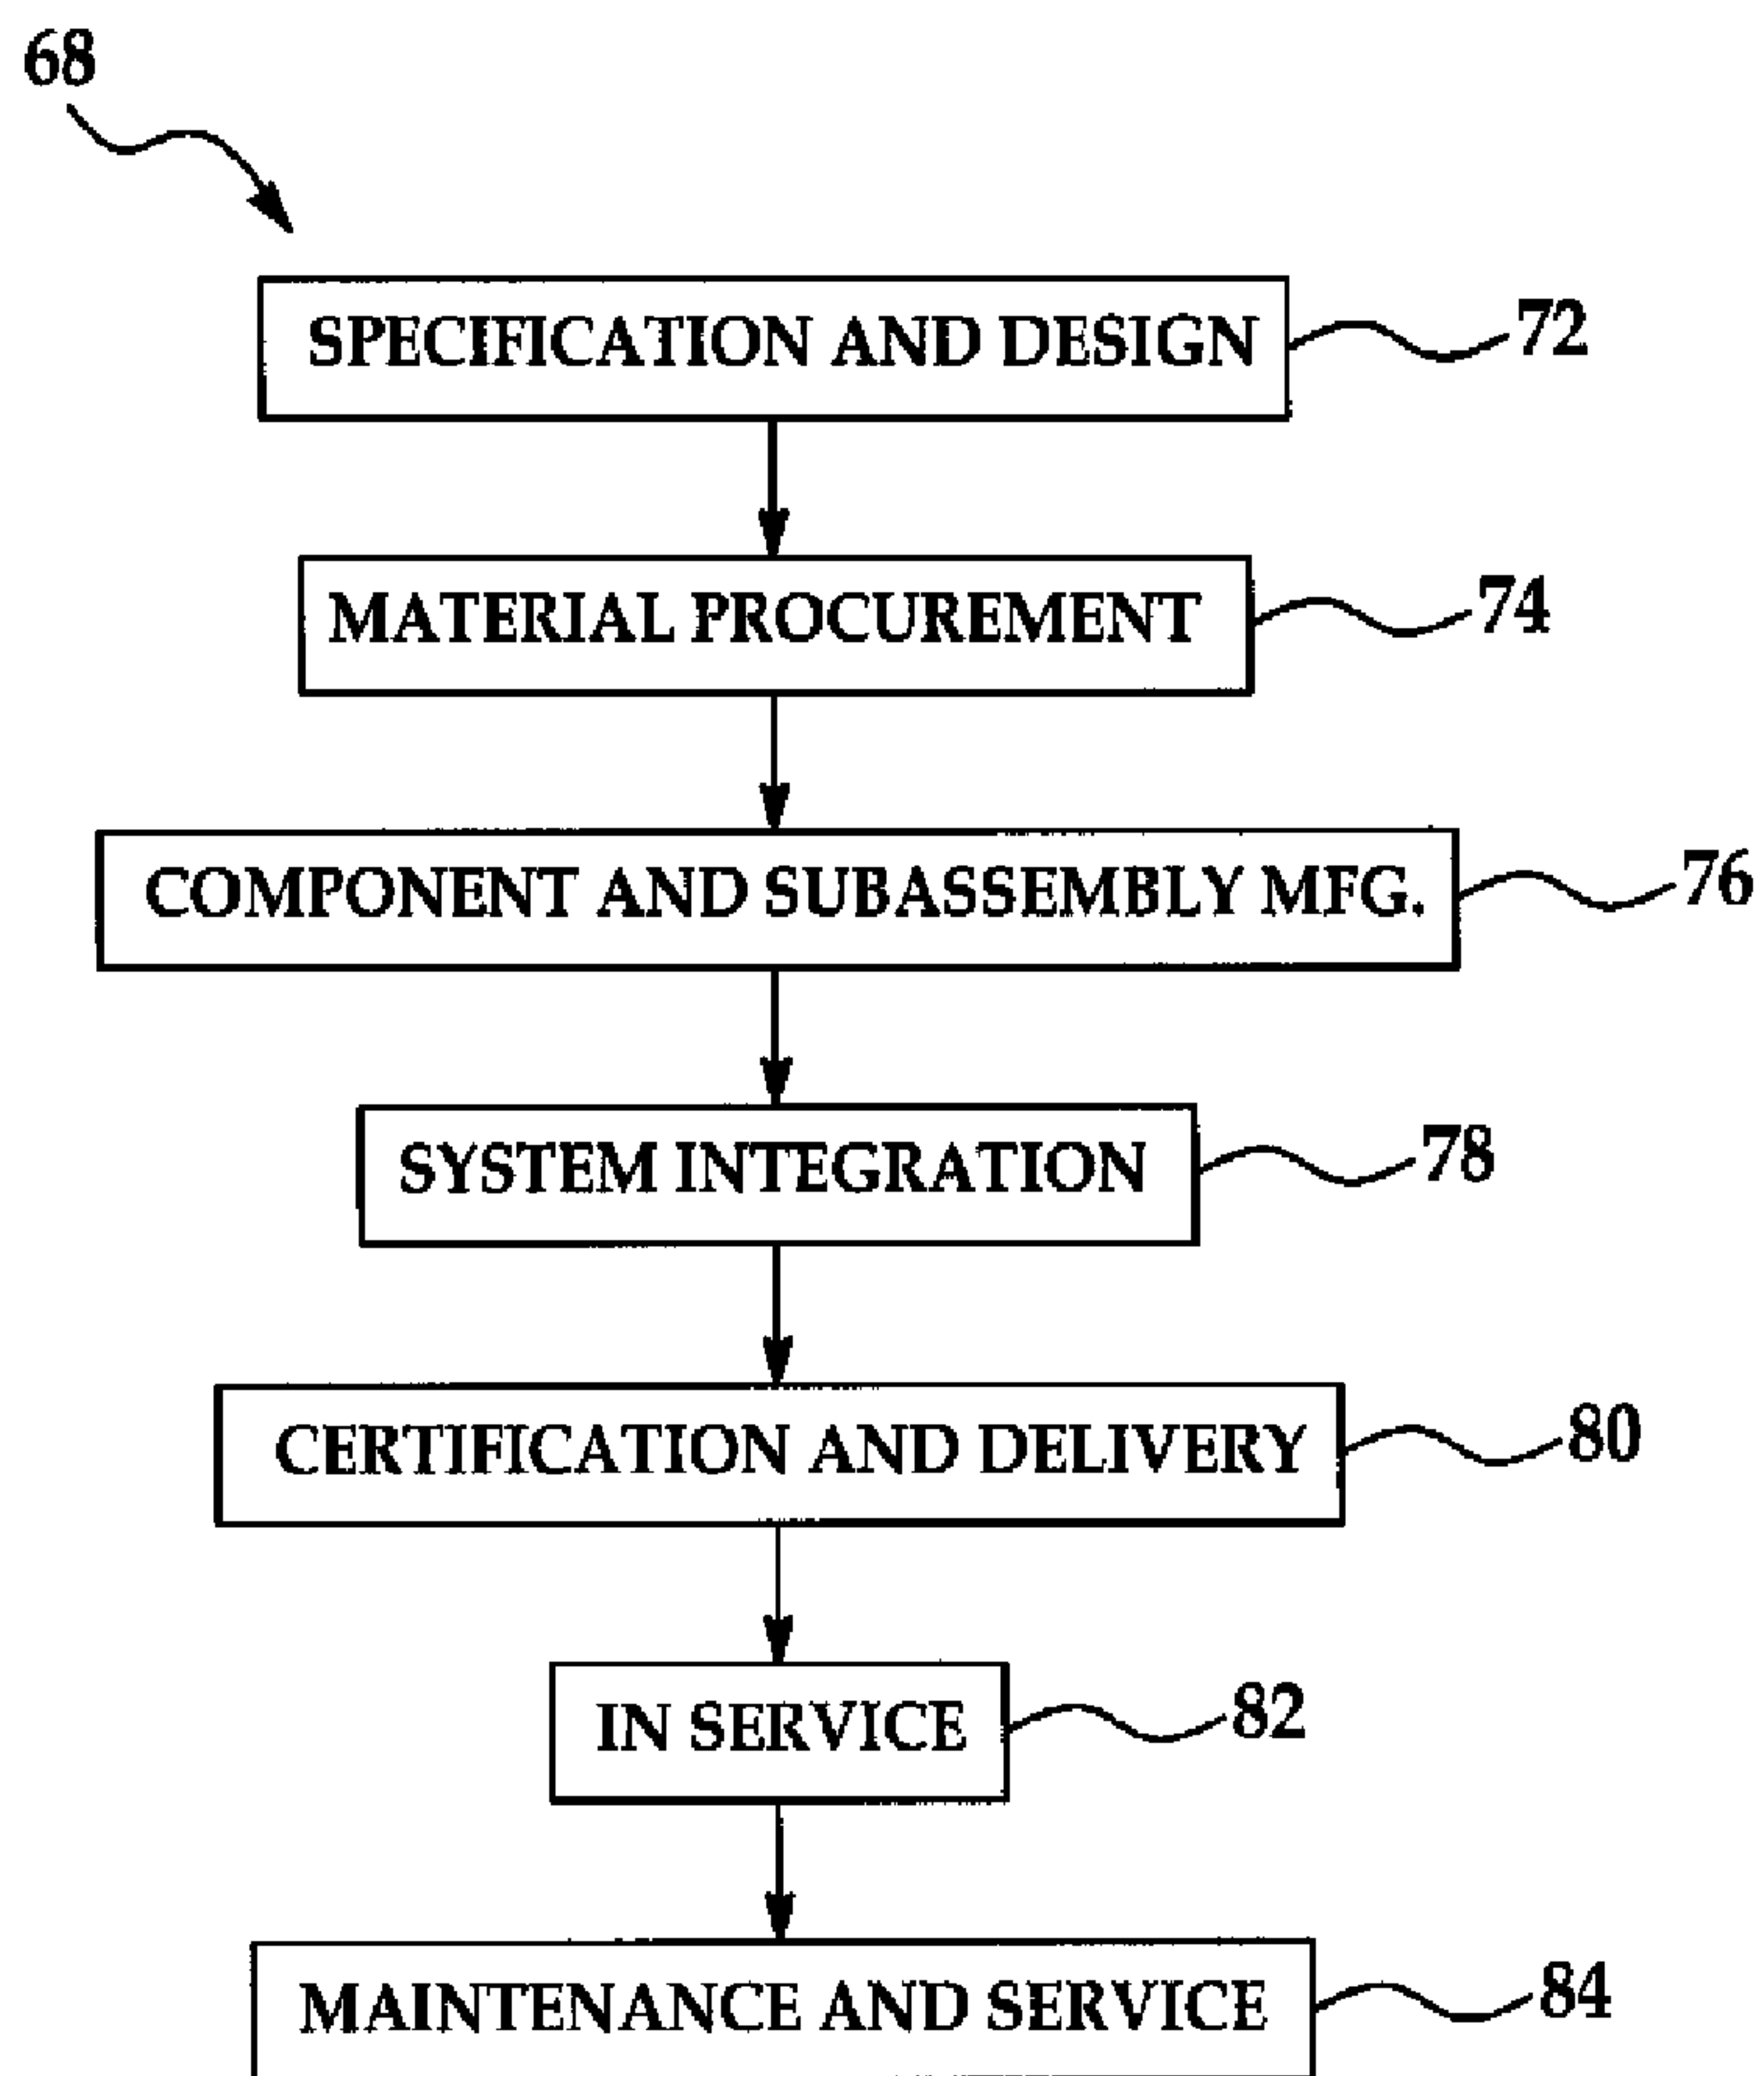 68
SPECIFICATION AND DESIGN 72
MATERIAL PROCUREMENT 74
COMPONENT AND SUBASSEMBLY MFG. 76
SYSTEM INTEGRATION 78
CERTIFICATION AND DELIVERY 80
IN SERVICE 82
MAINTENANCE AND SERVICE 84